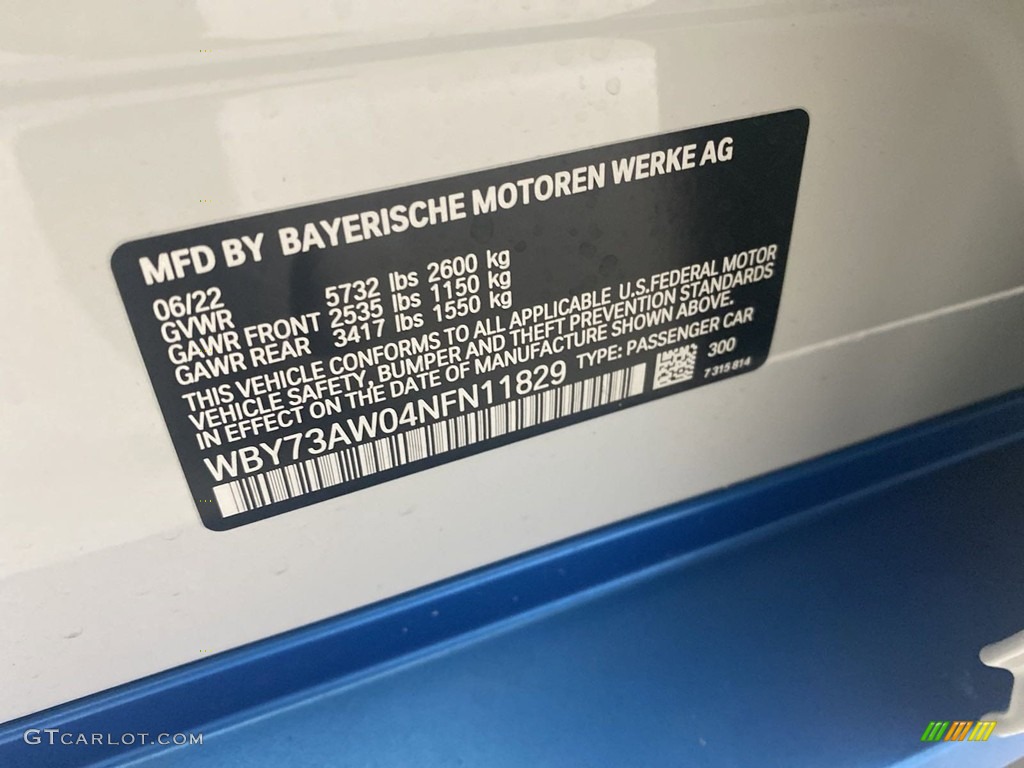 MFD BY BAYERISCHE MOTOREN WERKE AG
06/22
GVWR 5732 lbs 2600 kg
GAWR FRONT 2535 lbs 1150 kg
GAWR REAR 3417 lbs 1550 kg
THIS VEHICLE CONFORMS TO ALL APPLICABLE U.S.FEDERAL MOTOR
VEHICLE SAFETY, BUMPER AND THEFT PREVENTION STANDARDS
IN EFFECT ON THE DATE OF MANUFACTURE SHOWN ABOVE.
WBY73AW04NFN11829 TYPE: PASSENGER CAR
300
7 315 814
GTCARLOT.COM